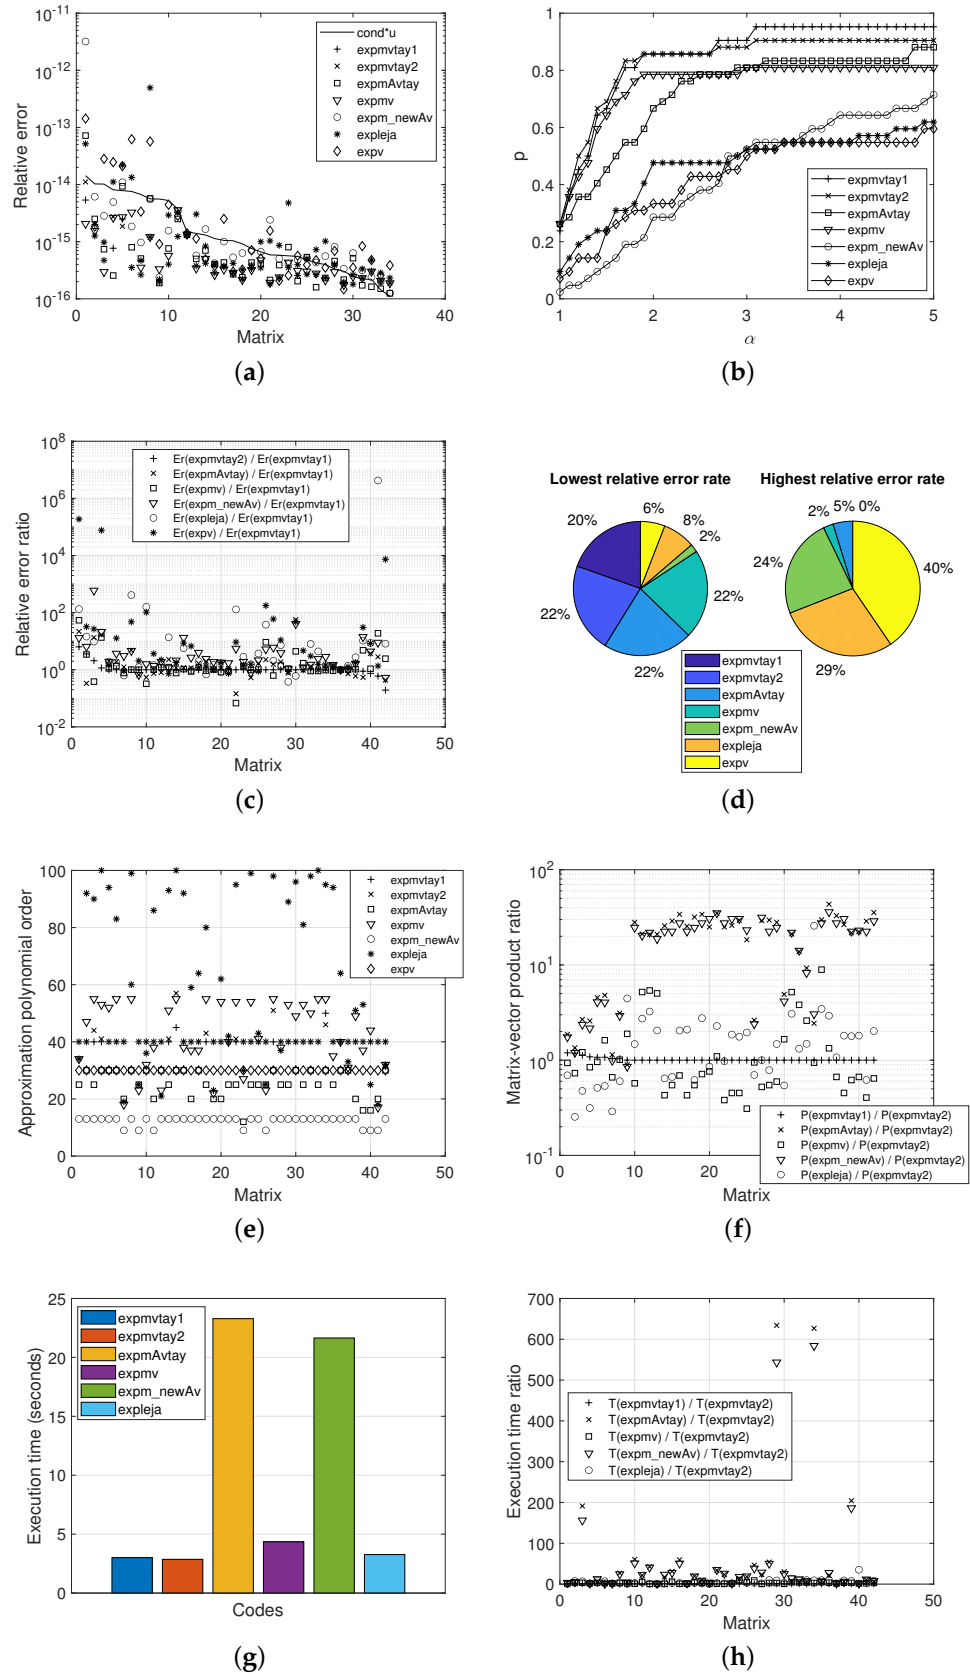 10^-11
10^-12
10^-13
10^-14
10^-15
10^-16
Relative error
cond*u
expmvtay1
expmvtay2
expmAvtay
expmv
expm_newAv
expleja
expv
0 10 20 30 40
Matrix
(a)
1
0.8
0.6
0.4
0.2
0
p
expmvtay1
expmvtay2
expmAvtay
expmv
expm_newAv
expleja
expv
1 2 3 4 5
α
(b)
10^8
10^6
10^4
10^2
10^0
10^-2
Relative error ratio
Er(expmvtay2) / Er(expmvtay1)
Er(expmAvtay) / Er(expmvtay1)
Er(expmv) / Er(expmvtay1)
Er(expm_newAv) / Er(expmvtay1)
Er(expleja) / Er(expmvtay1)
Er(expv) / Er(expmvtay1)
0 10 20 30 40 50
Matrix
(c)
Lowest relative error rate
20%
6%
8%
2%
22%
22%
22%
Highest relative error rate
2%
5%
0%
24%
40%
29%
expmvtay1
expmvtay2
expmAvtay
expmv
expm_newAv
expleja
expv
(d)
100
80
60
40
20
0
Approximation polynomial order
expmvtay1
expmvtay2
expmAvtay
expmv
expm_newAv
expleja
expv
0 10 20 30 40 50
Matrix
(e)
10^2
10^1
10^0
10^-1
Matrix-vector product ratio
P(expmvtay1) / P(expmvtay2)
P(expmAvtay) / P(expmvtay2)
P(expmv) / P(expmvtay2)
P(expm_newAv) / P(expmvtay2)
P(expleja) / P(expmvtay2)
0 10 20
Matrix
(f)
25
20
15
10
5
0
Execution time (seconds)
expmvtay1
expmvtay2
expmAvtay
expmv
expm_newAv
expleja
Codes
(g)
700
600
500
400
300
200
100
0
Execution time ratio
T(expmvtay1) / T(expmvtay2)
T(expmAvtay) / T(expmvtay2)
T(expmv) / T(expmvtay2)
T(expm_newAv) / T(expmvtay2)
T(expleja) / T(expmvtay2)
0 10 20 30 40 50
Matrix
(h)